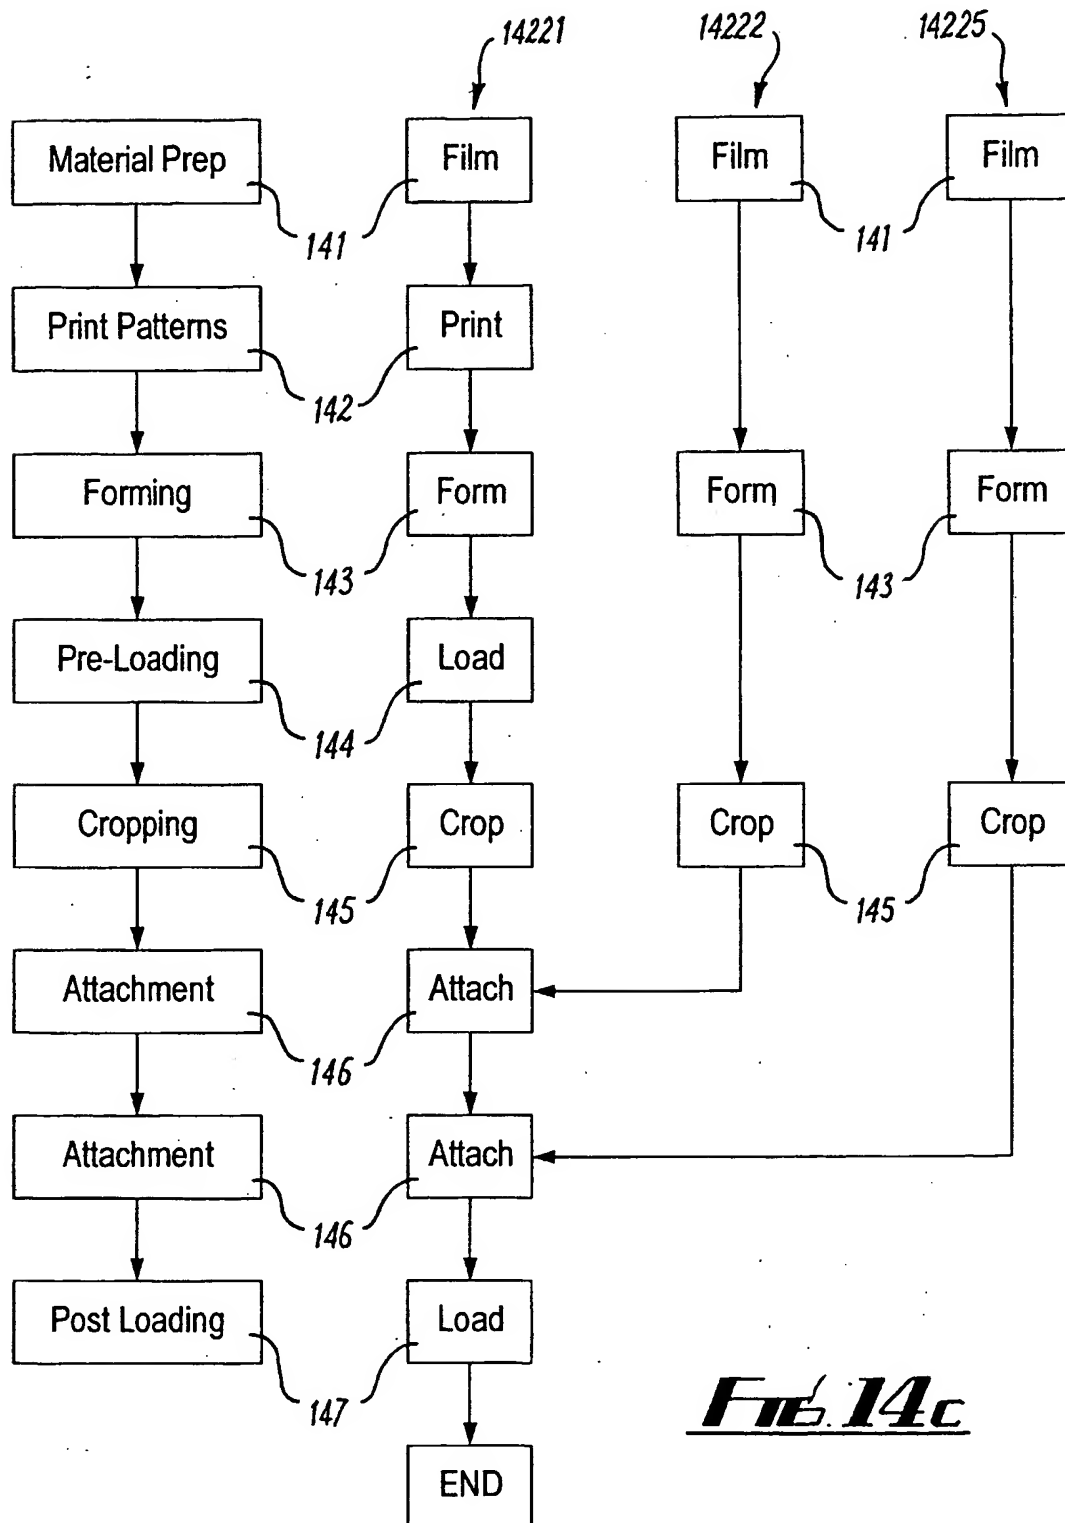 14221 14222 14225
Material Prep Film Film Film
141 141
Print Patterns Print
142
Forming Form Form Form
143 143
Pre-Loading Load
144
Cropping Crop Crop Crop
145 145
Attachment Attach
146
Attachment Attach
146
Post Loading Load
147
END
FIG. 14c